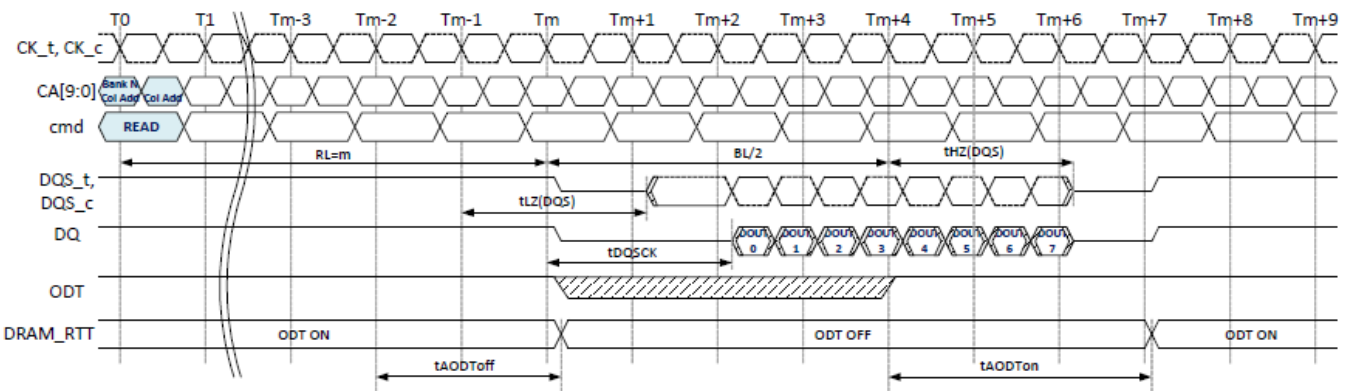 T0 T1 Tm-3 Tm-2 Tm-1 Tm Tm+1 Tm+2 Tm+3 Tm+4 Tm+5 Tm+6 Tm+7 Tm+8 Tm+9
CK_t, CK_c
CA[9:0] Bank N Col Add Col Add
cmd READ
RL=m BL/2 tHZ(DQS)
DQS_t,
DQS_c
tLZ(DQS)
DQ DOUT 0 DOUT 1 DOUT 2 DOUT 3 DOUT 4 DOUT 5 DOUT 6 DOUT 7
tDQSCK
ODT
DRAM_RTT ODT ON ODT OFF ODT ON
tAODToff tAODTon